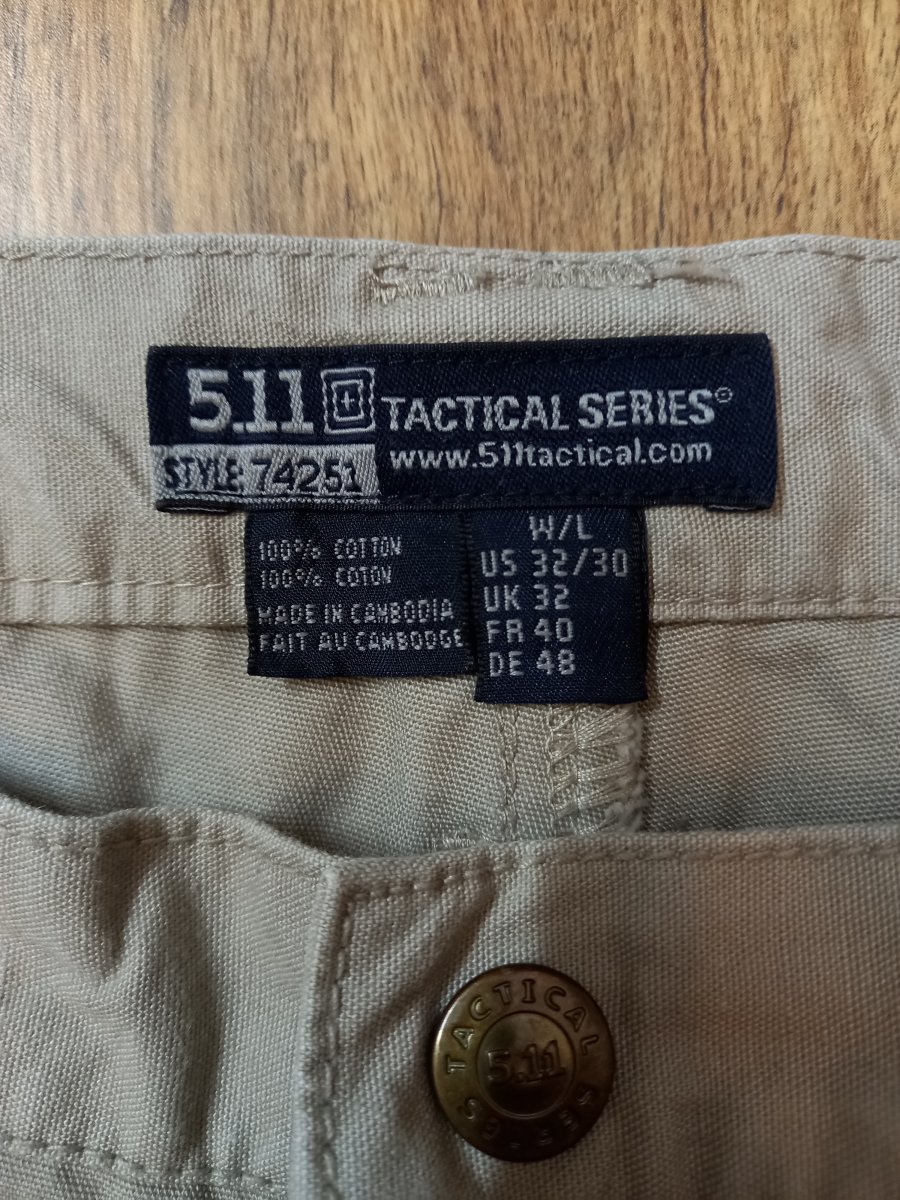 5.11 TACTICAL SERIES®
www.511tactical.com
STYLE: 74251
100% COTTON
100% COTON
MADE IN CAMBODIA
FAIT AU CAMBODGE
W/L
US 32/30
UK 32
FR 40
DE 48
TACTICAL
5.11